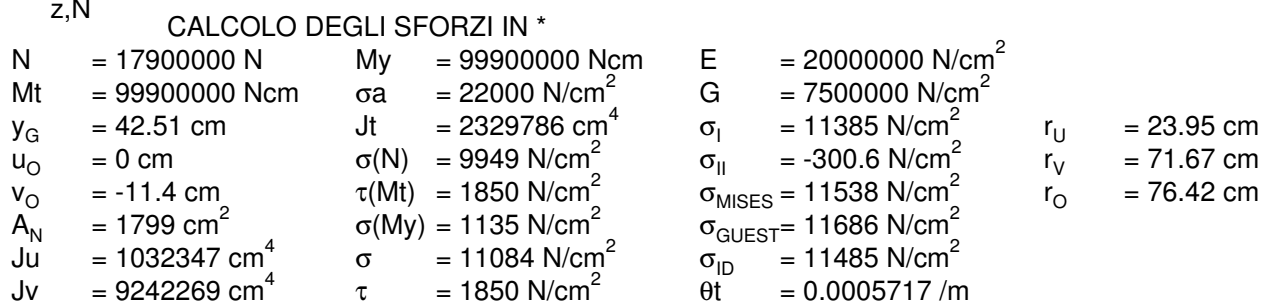 z,N
CALCOLO DEGLI SFORZI IN *
N = 17900000 N My = 99900000 Ncm E = 20000000 N/cm²
Mt = 99900000 Ncm σa = 22000 N/cm² G = 7500000 N/cm²
y_G = 42.51 cm Jt = 2329786 cm⁴ σ_I = 11385 N/cm² r_U = 23.95 cm
u_O = 0 cm σ(N) = 9949 N/cm² σ_II = -300.6 N/cm² r_V = 71.67 cm
v_O = -11.4 cm τ(Mt) = 1850 N/cm² σ_MISES = 11538 N/cm² r_O = 76.42 cm
A_N = 1799 cm² σ(My) = 1135 N/cm² σ_GUEST= 11686 N/cm²
Ju = 1032347 cm⁴ σ = 11084 N/cm² σ_ID = 11485 N/cm²
Jv = 9242269 cm⁴ τ = 1850 N/cm² θt = 0.0005717 /m